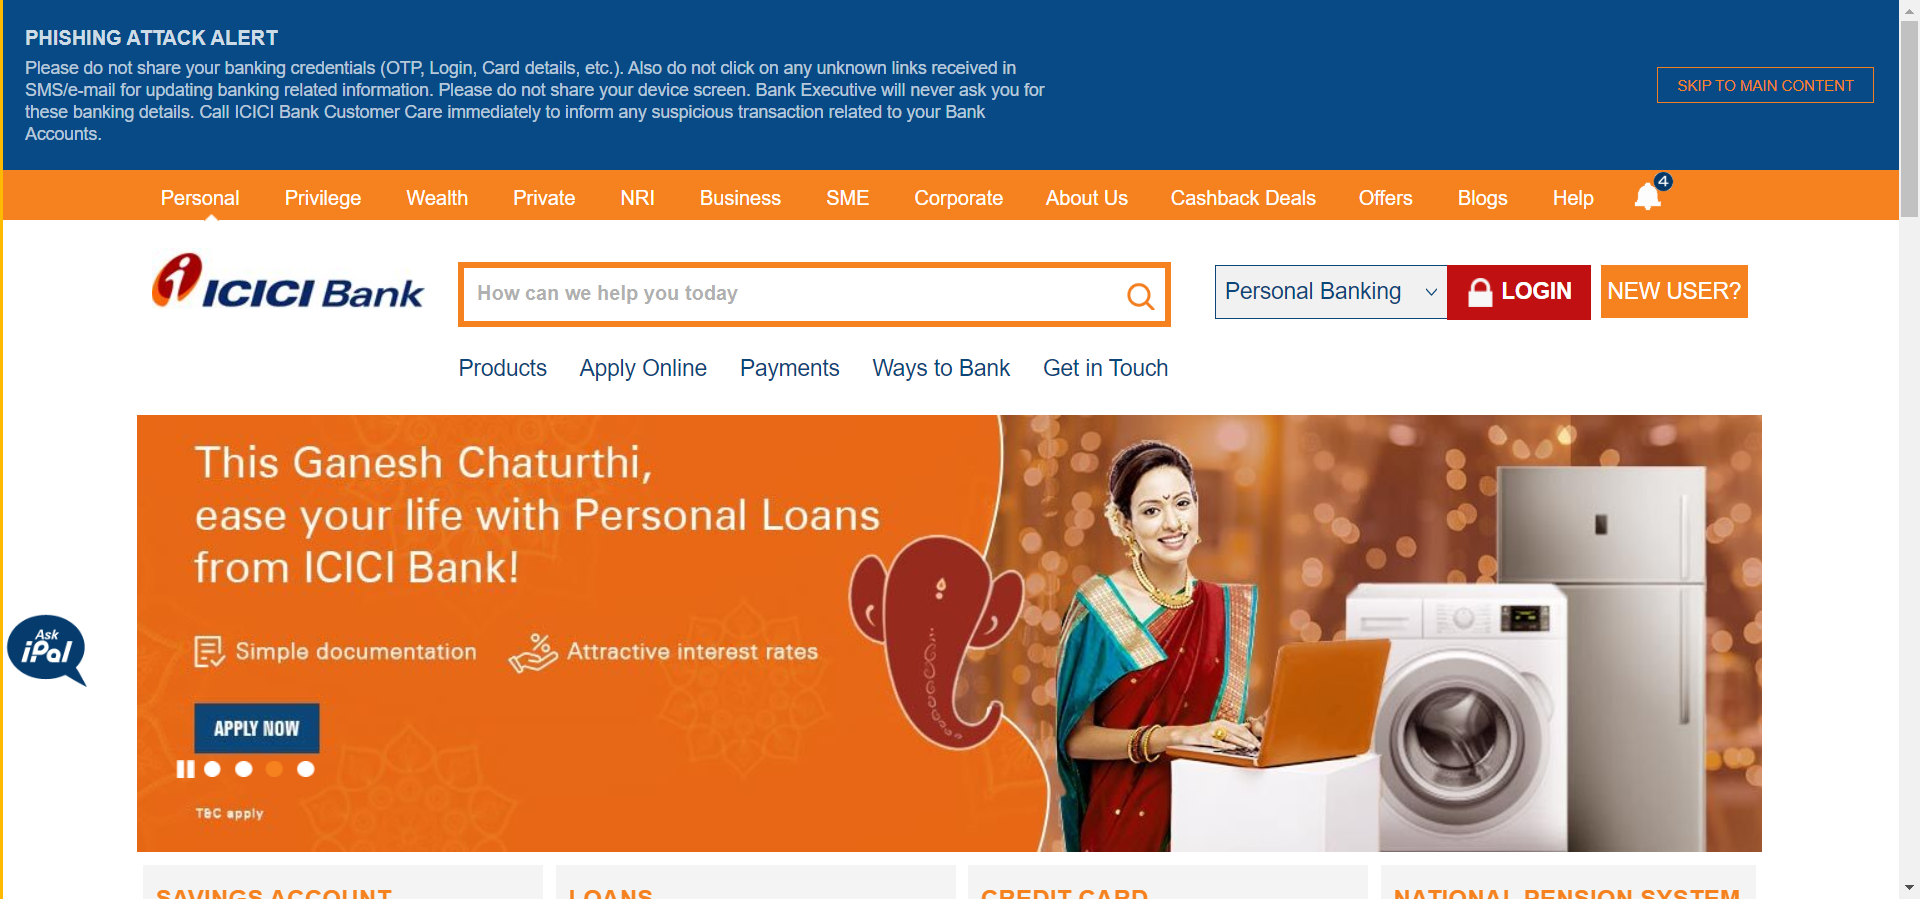 PHISHING ATTACK ALERT
Please do not share your banking credentials (OTP, Login, Card details, etc.). Also do not click on any unknown links received in
SMS/e-mail for updating banking related information. Please do not share your device screen. Bank Executive will never ask you for
these banking details. Call ICICI Bank Customer Care immediately to inform any suspicious transaction related to your Bank
Accounts.
SKIP TO MAIN CONTENT
Personal Privilege Wealth Private NRI Business SME Corporate About Us Cashback Deals Offers Blogs Help 4
ICICI Bank
How can we help you today
Personal Banking
LOGIN
NEW USER?
Products Apply Online Payments Ways to Bank Get in Touch
This Ganesh Chaturthi,
ease your life with Personal Loans
from ICICI Bank!
Simple documentation Attractive interest rates
APPLY NOW
T&C apply
Ask
iPal
SAVINGS ACCOUNT LOANS CREDIT CARD NATIONAL PENSION SYSTEM